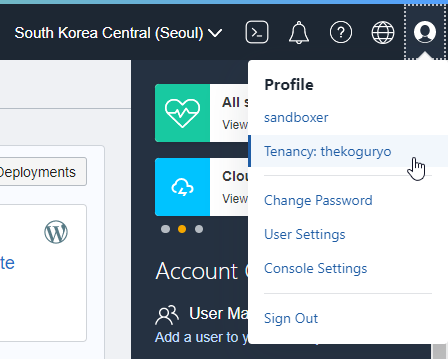 South Korea Central (Seoul)
Profile
sandboxer
Tenancy: thekoguryo
Change Password
User Settings
Console Settings
Sign Out
All s
View
Clou
View
Deployments
te
Account
User Ma
Add a user to y